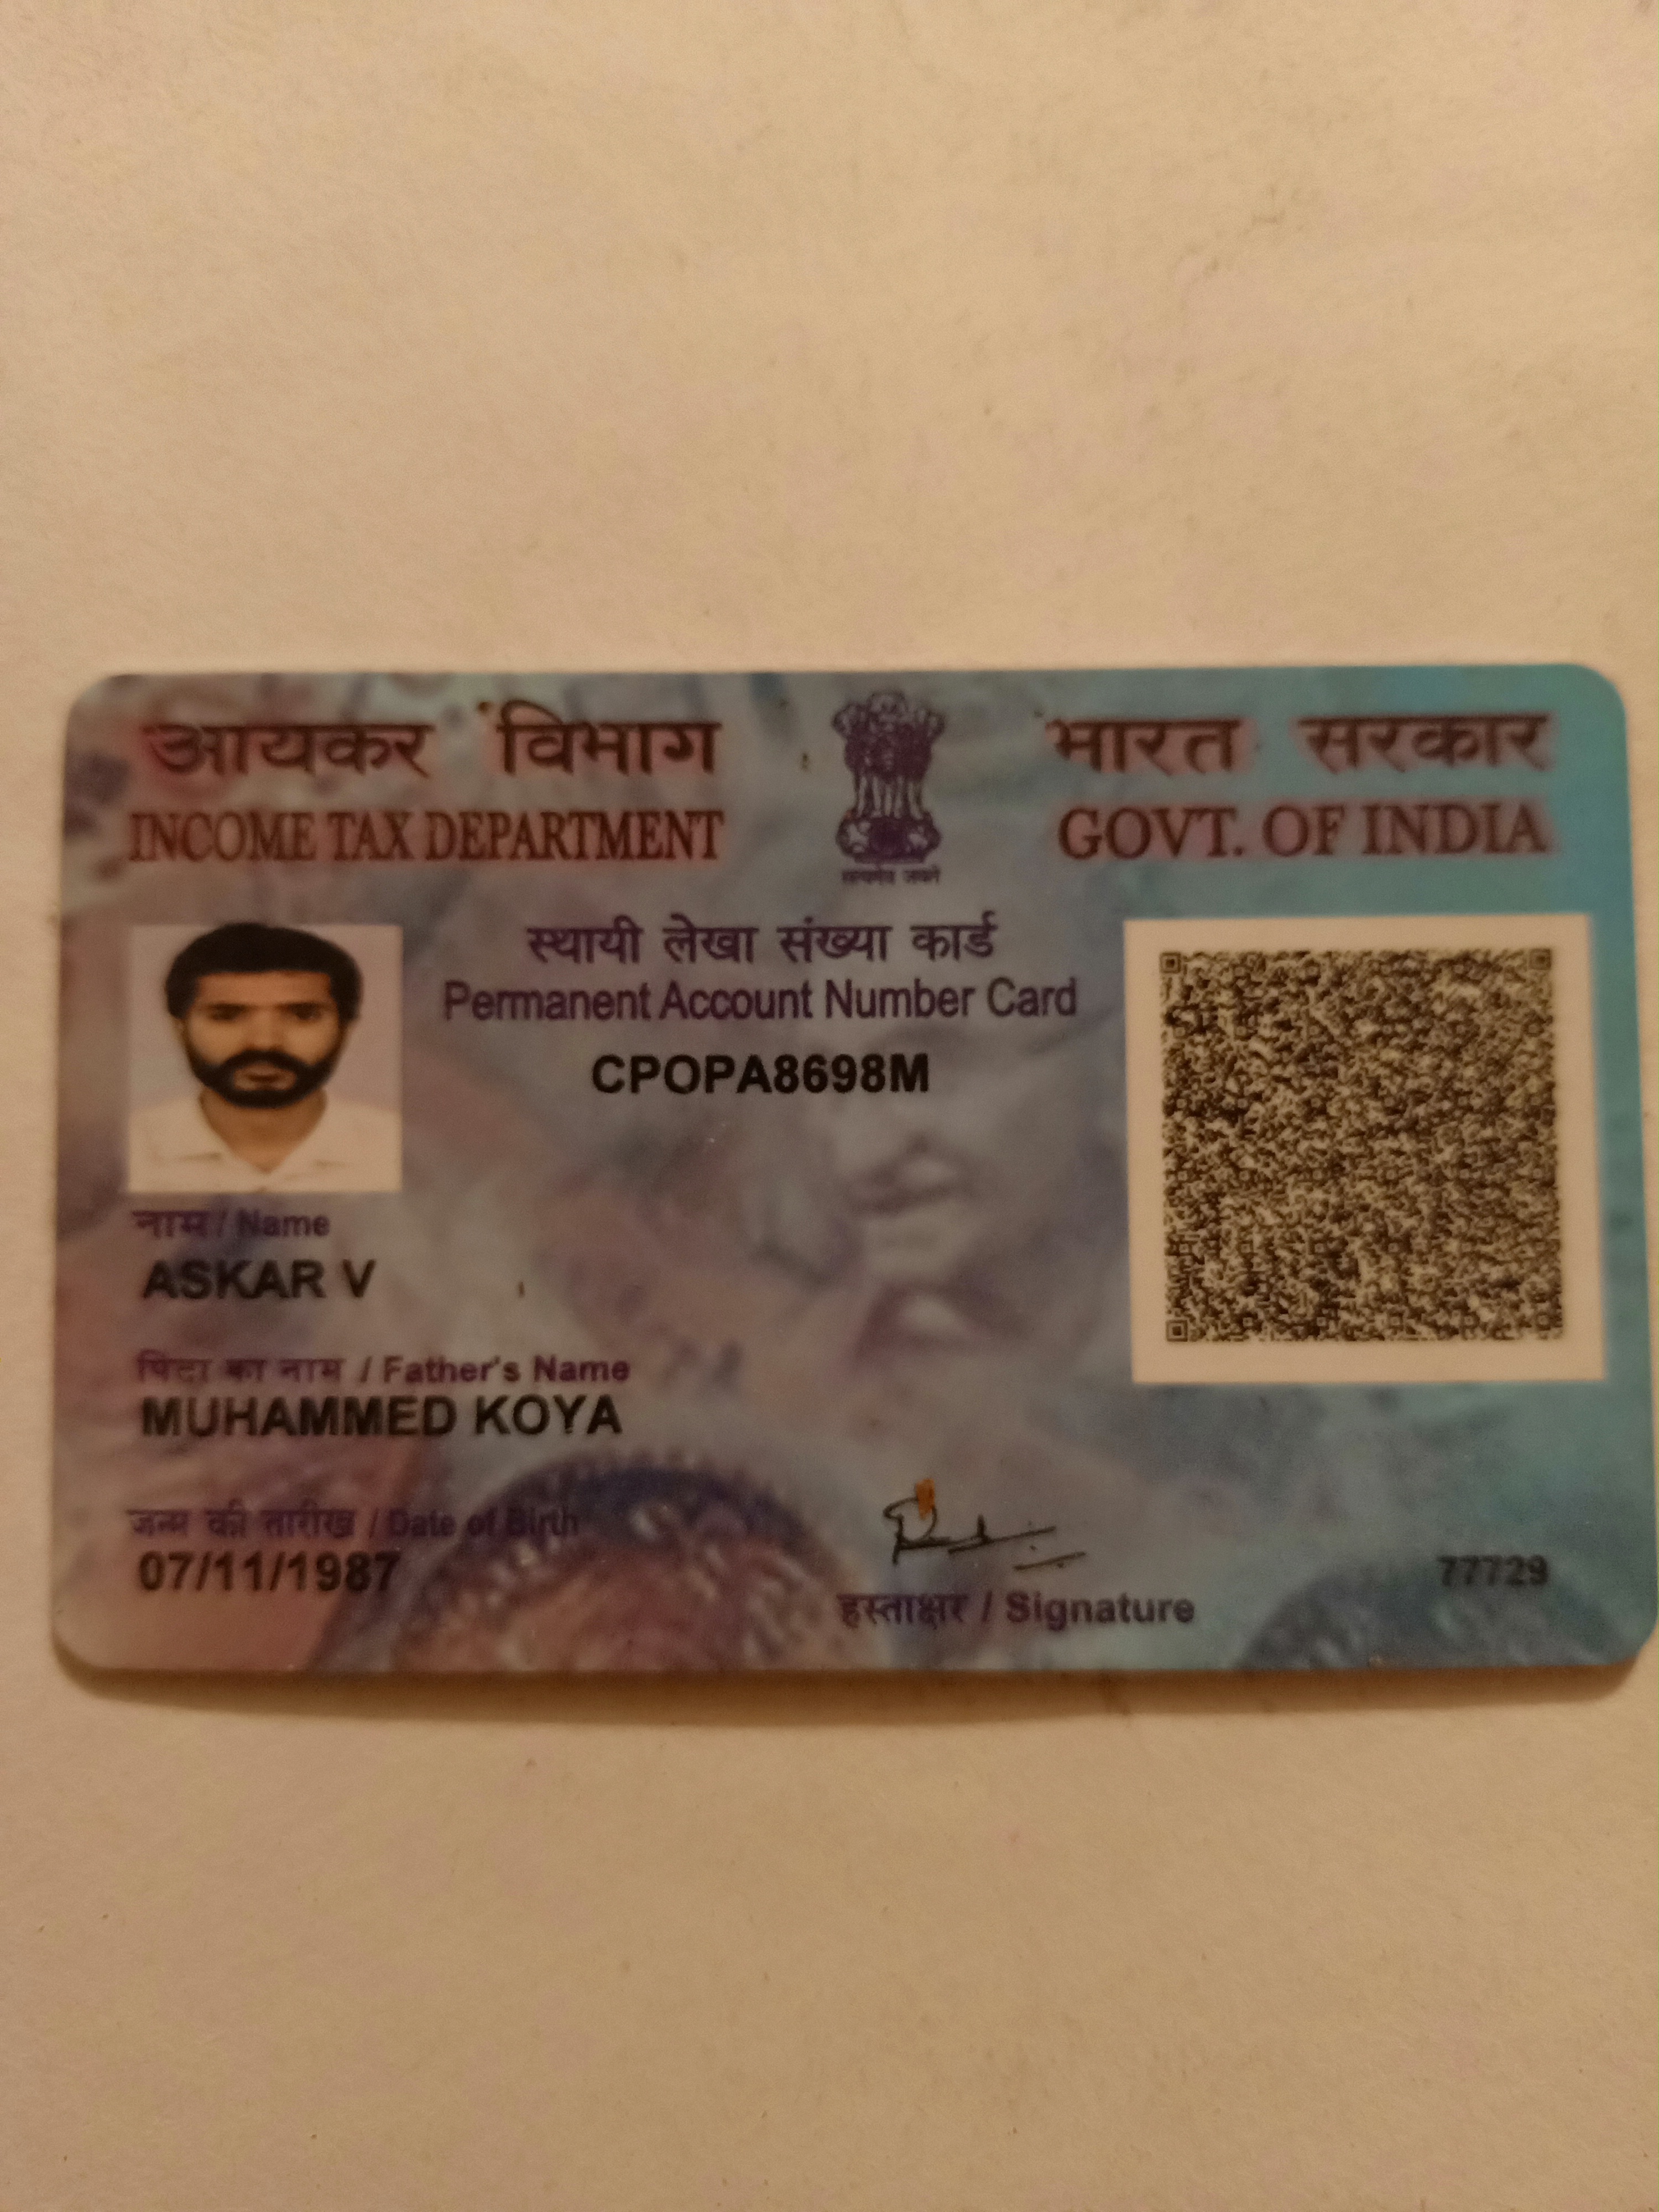 आयकर विभाग
INCOME TAX DEPARTMENT
सत्यमेव जयते
भारत सरकार
GOVT. OF INDIA
स्थायी लेखा संख्या कार्ड
Permanent Account Number Card
CPOPA8698M
नाम / Name
ASKAR V
पिता का नाम / Father's Name
MUHAMMED KOYA
जन्म की तारीख / Date of Birth
07/11/1987
हस्ताक्षर / Signature
77729